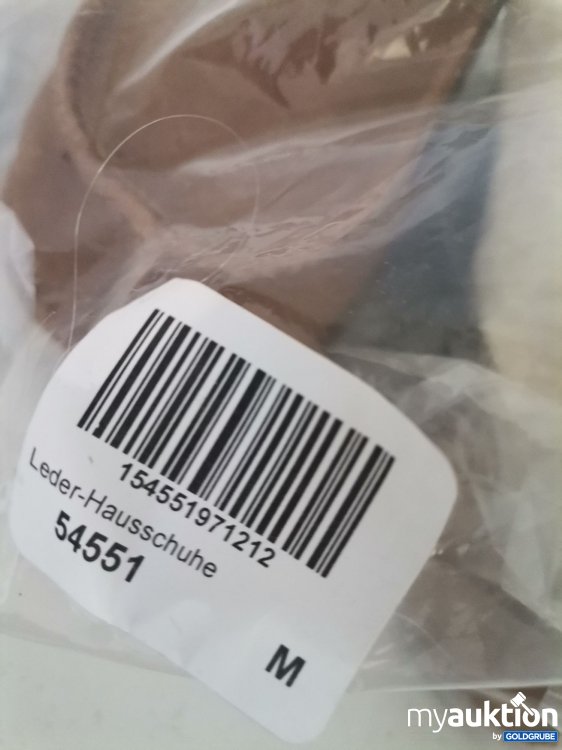 154551971212
Leder-Hausschuhe
54551
M
myauktion
by GOLDGRUBE